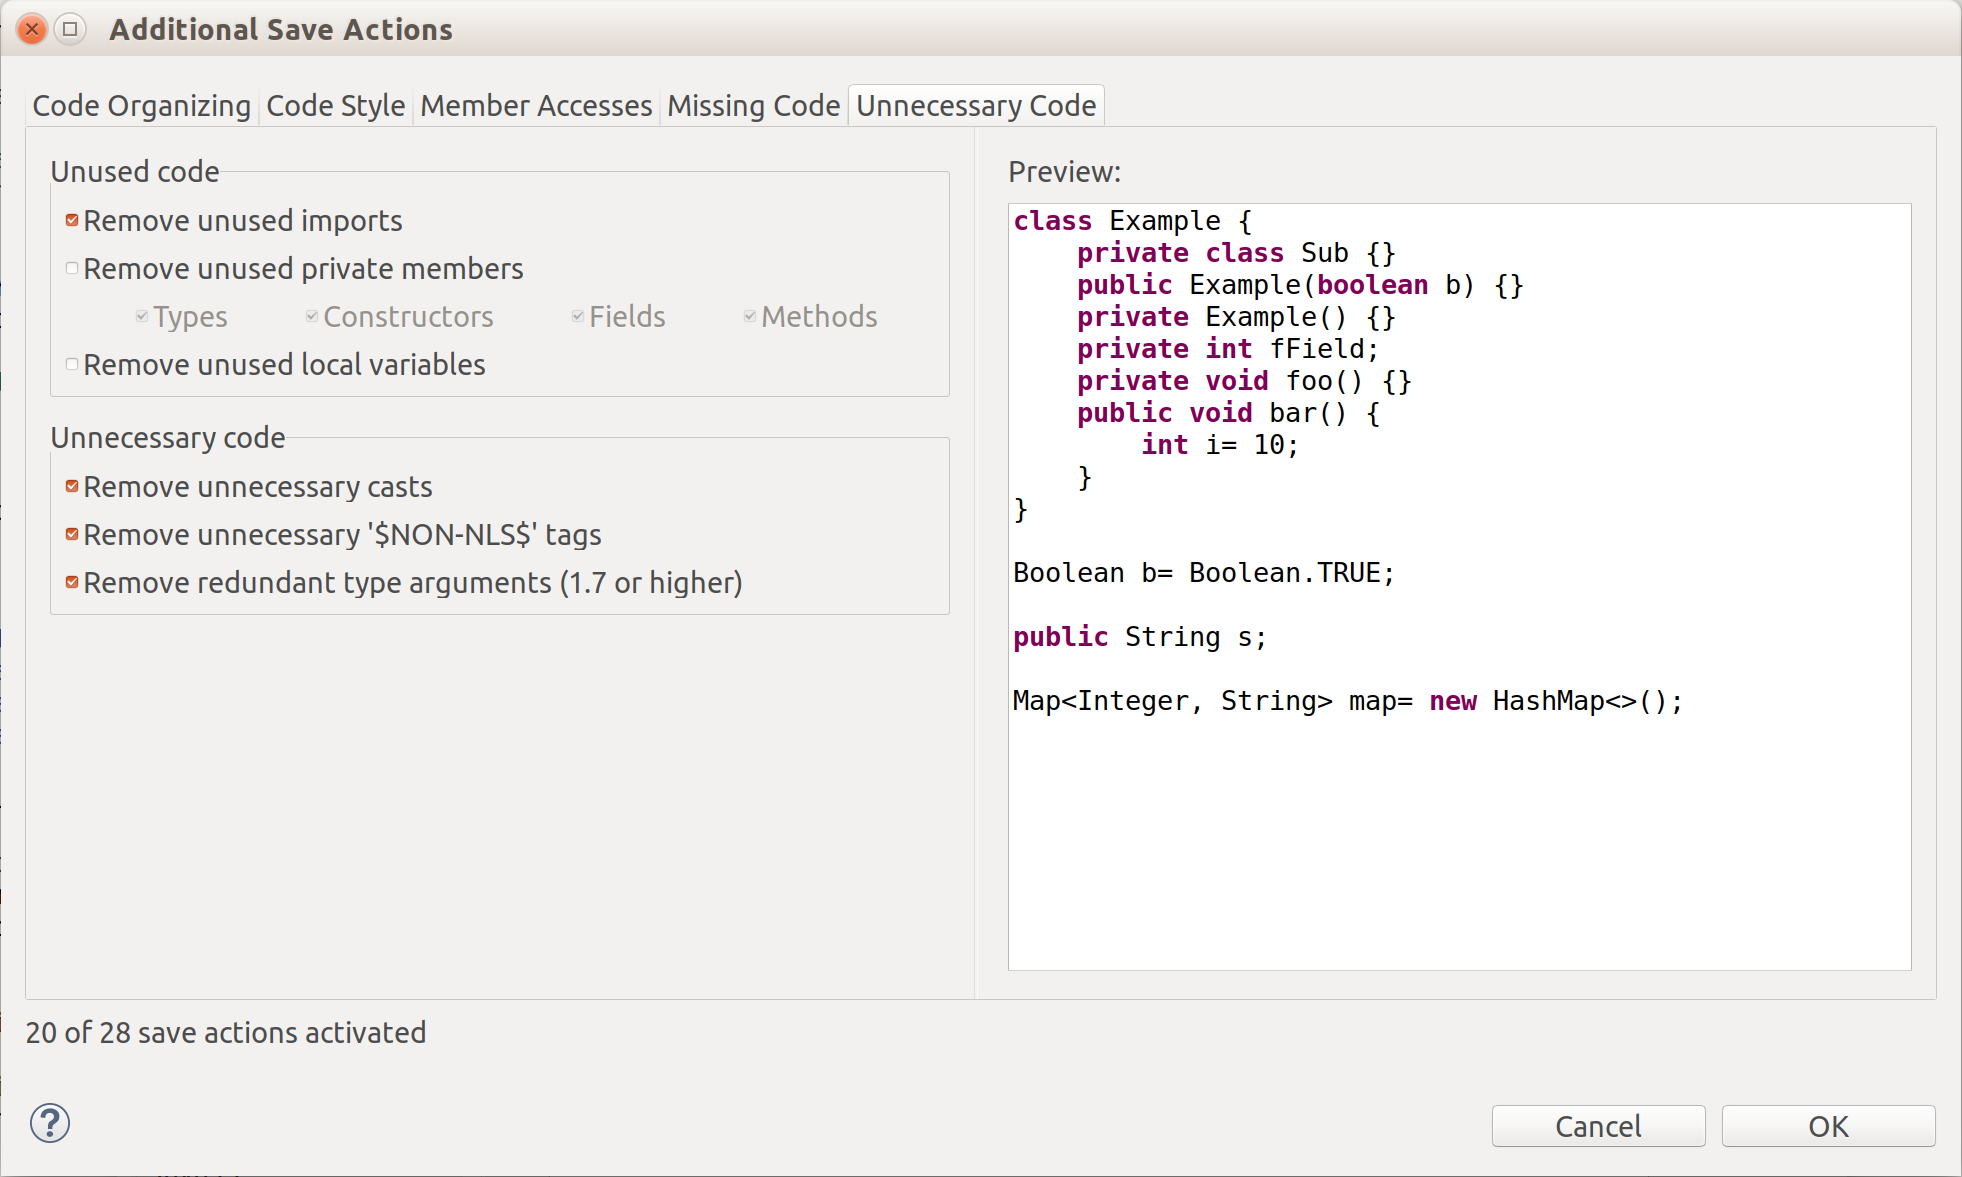 Additional Save Actions
Code Organizing Code Style Member Accesses Missing Code Unnecessary Code
Unused code
Remove unused imports
Remove unused private members
Types Constructors Fields Methods
Remove unused local variables
Unnecessary code
Remove unnecessary casts
Remove unnecessary '$NON-NLS$' tags
Remove redundant type arguments (1.7 or higher)
Preview:
class Example {
    private class Sub {}
    public Example(boolean b) {}
    private Example() {}
    private int fField;
    private void foo() {}
    public void bar() {
        int i= 10;
    }
}
Boolean b= Boolean.TRUE;
public String s;
Map<Integer, String> map= new HashMap<>();
20 of 28 save actions activated
?
Cancel OK